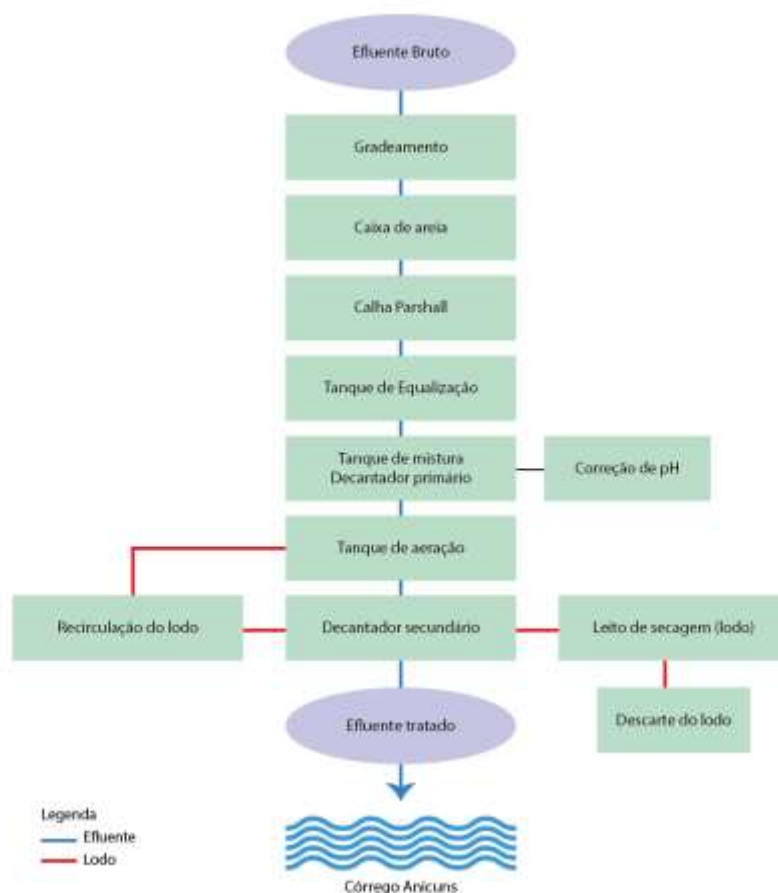 Efluente Bruto
Gradeamento
Caixa de areia
Calha Parshall
Tanque de Equalização
Tanque de mistura
Decantador primário
Correção de pH
Tanque de aeração
Recirculação do lodo
Decantador secundário
Leito de secagem (lodo)
Efluente tratado
Descarte do lodo
Legenda
Efluente
Lodo
Córrego Anicuns